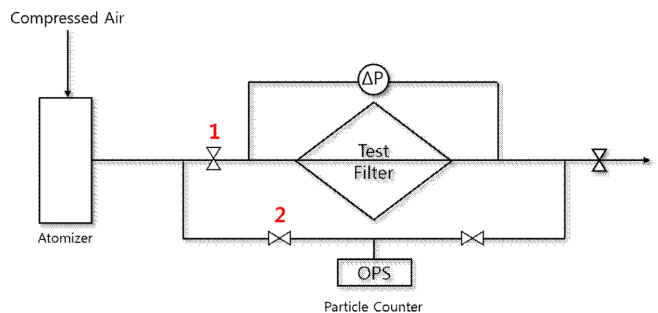 Compressed Air
ΔP
1
Test
Filter
2
Atomizer
OPS
Particle Counter